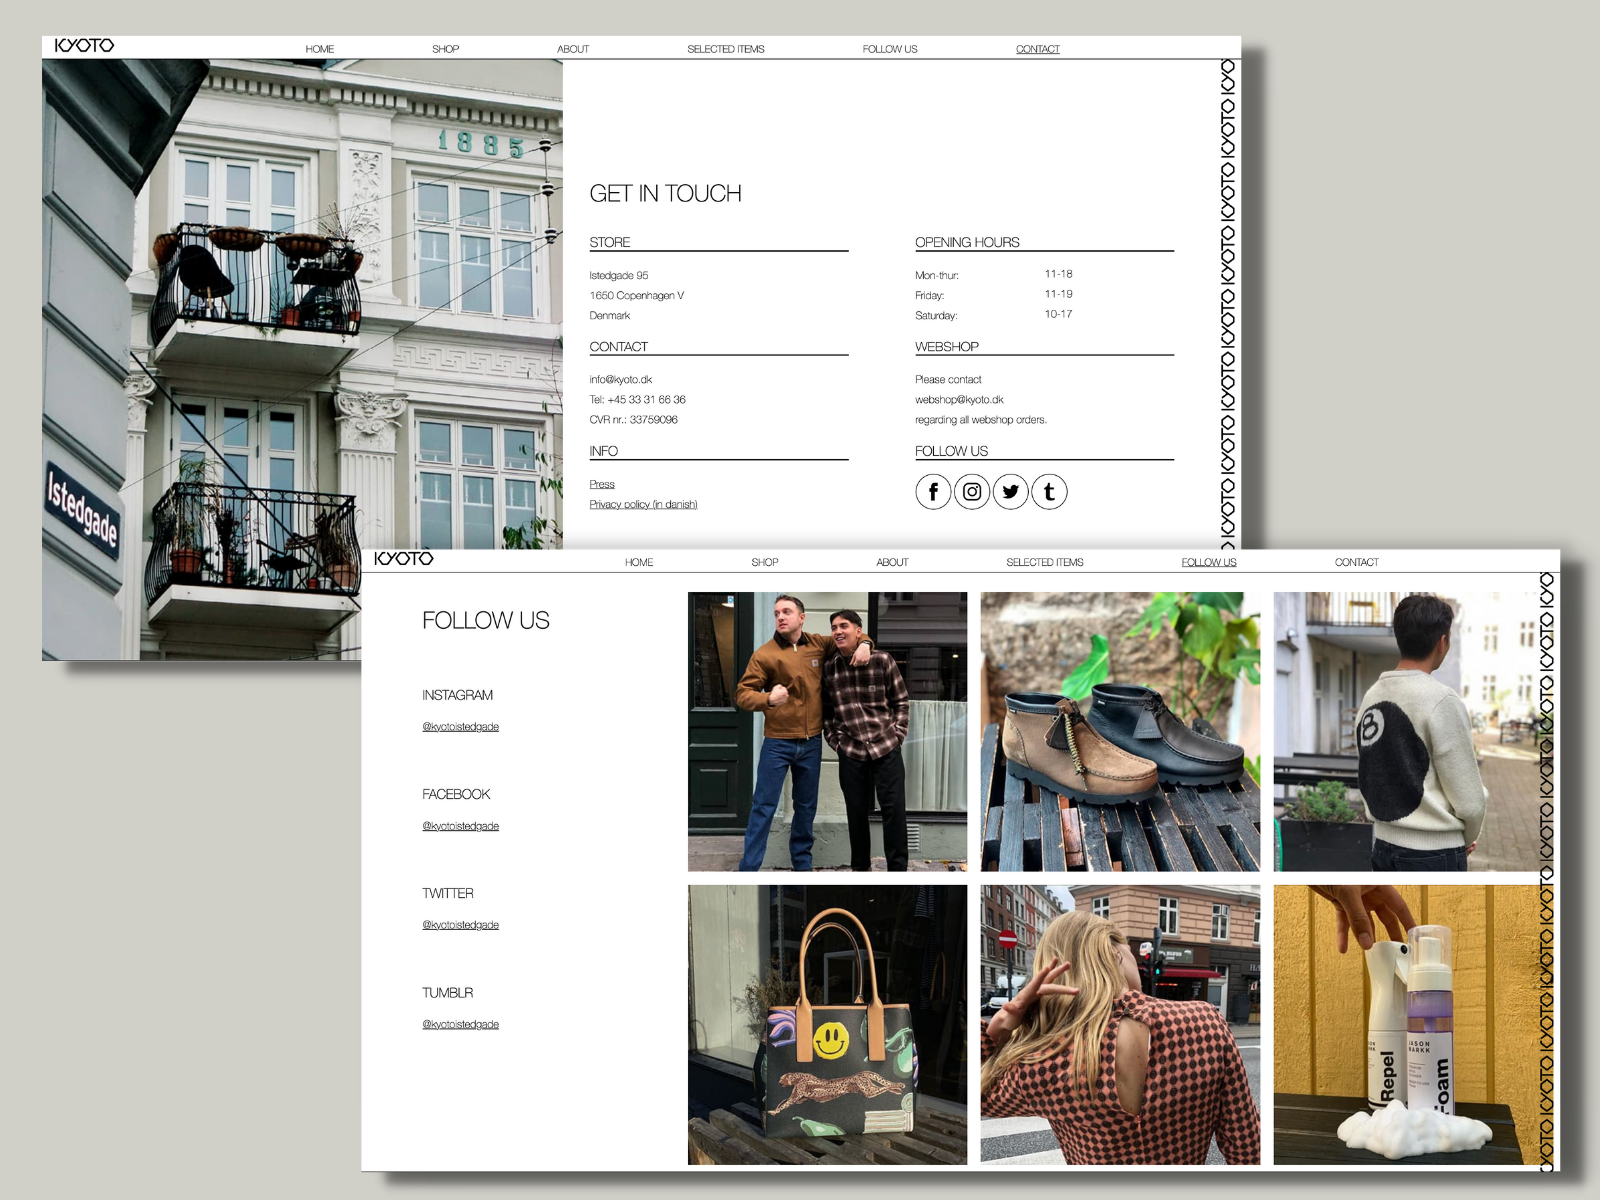 KYOTO
HOME SHOP ABOUT SELECTED ITEMS FOLLOW US CONTACT
1885
Istedgade
GET IN TOUCH
STORE
Istedgade 95
1650 Copenhagen V
Denmark
CONTACT
info@kyoto.dk
Tel: +45 33 31 66 36
CVR nr.: 33759096
INFO
Press
Privacy policy (in danish)
OPENING HOURS
Mon-thur: 11-18
Friday: 11-19
Saturday: 10-17
WEBSHOP
Please contact
webshop@kyoto.dk
regarding all webshop orders.
FOLLOW US
KYOTO KYOTO KYOTO KYOTO KYOTO KYOTO KYOTO KYO
KYOTO
HOME SHOP ABOUT SELECTED ITEMS FOLLOW US CONTACT
FOLLOW US
INSTAGRAM
@kyotoistedgade
FACEBOOK
@kyotoistedgade
TWITTER
@kyotoistedgade
TUMBLR
@kyotoistedgade
8
Repel
JASON
MARKK
Foam
KYOTO KYOTO KYOTO KYOTO KYOTO KYOTO KYOTO KYOTO KYOTO KYO